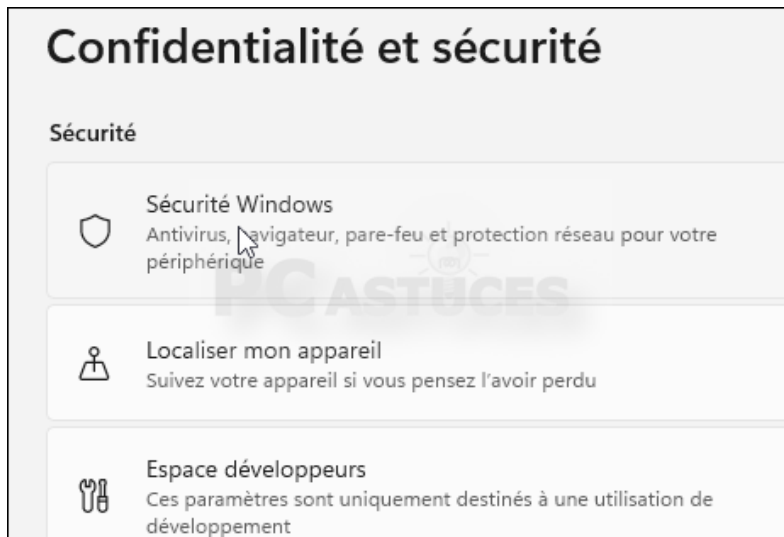 Confidentialité et sécurité
Sécurité
Sécurité Windows
Antivirus, navigateur, pare-feu et protection réseau pour votre
périphérique
PC ASTUCES
Localiser mon appareil
Suivez votre appareil si vous pensez l’avoir perdu
Espace développeurs
Ces paramètres sont uniquement destinés à une utilisation de
développement